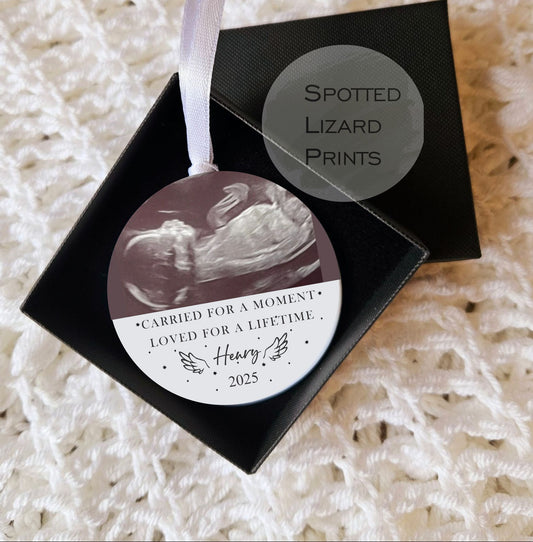 SPOTTED
LIZARD
PRINTS
•CARRIED FOR A MOMENT•
LOVED FOR A LIFETIME
Henry
2025